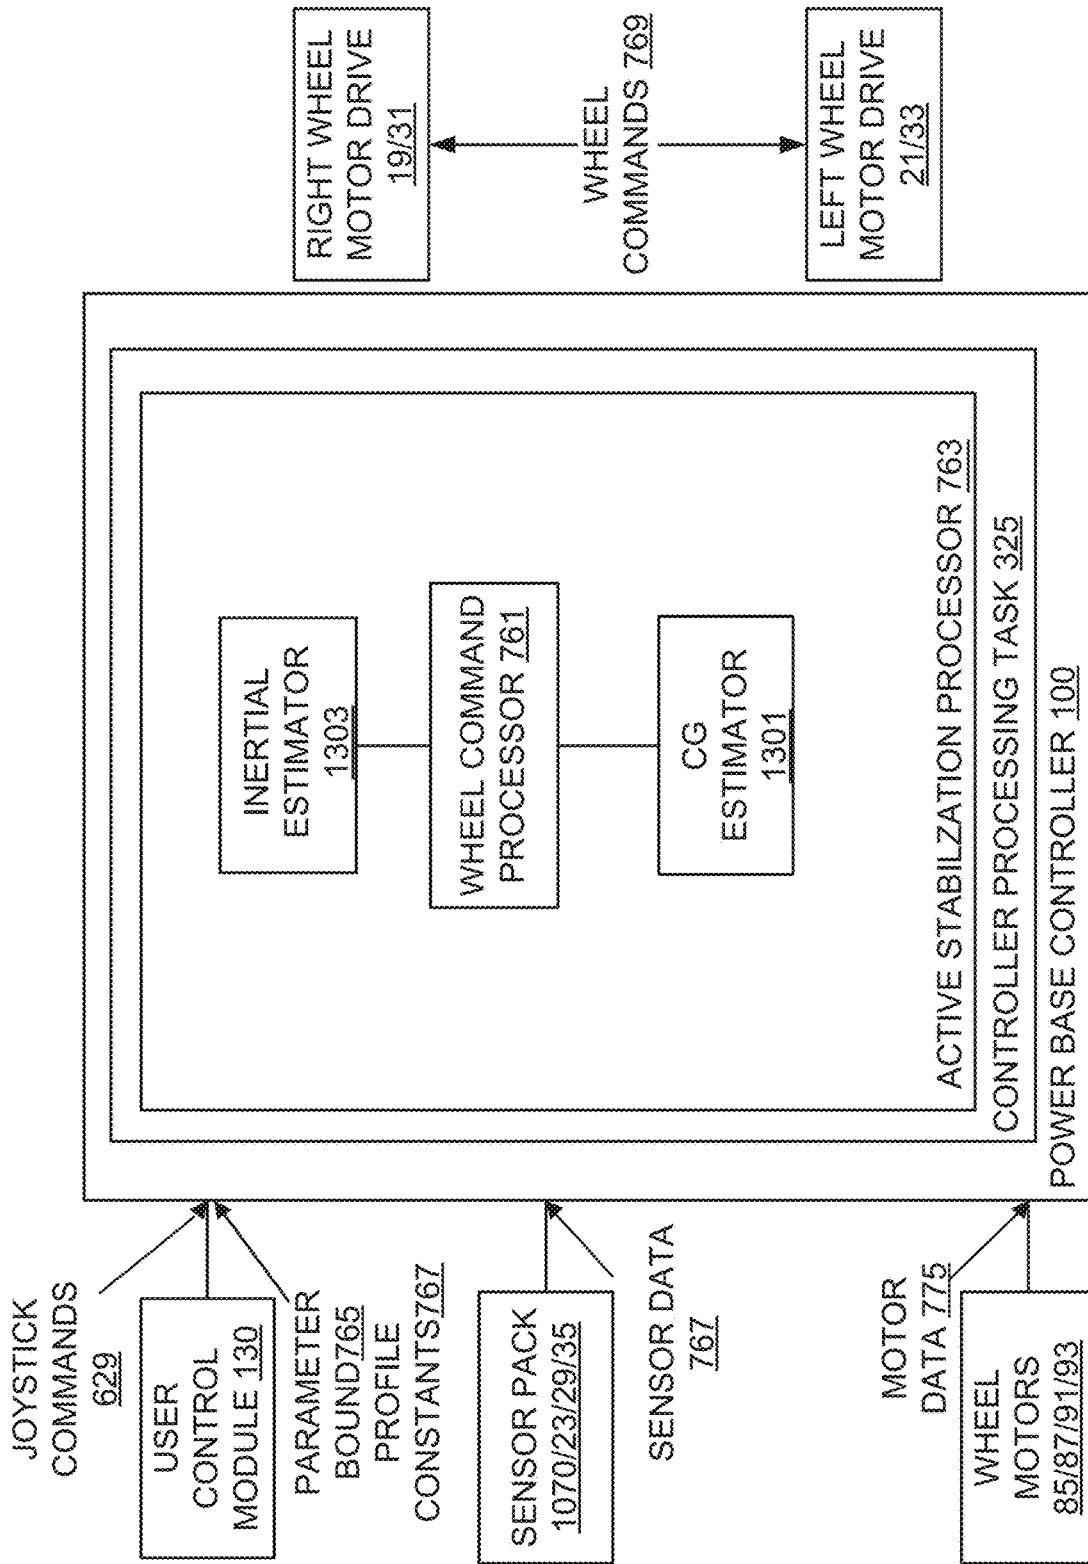 JOYSTICK
COMMANDS
629
USER
CONTROL
MODULE 130
PARAMETER
BOUND765
PROFILE
CONSTANTS767
SENSOR PACK
1070/23/29/35
SENSOR DATA
767
MOTOR
DATA 775
WHEEL
MOTORS
85/87/91/93
INERTIAL
ESTIMATOR
1303
WHEEL COMMAND
PROCESSOR 761
CG
ESTIMATOR
1301
ACTIVE STABILZATION PROCESSOR 763
CONTROLLER PROCESSING TASK 325
POWER BASE CONTROLLER 100
RIGHT WHEEL
MOTOR DRIVE
19/31
WHEEL
COMMANDS 769
LEFT WHEEL
MOTOR DRIVE
21/33